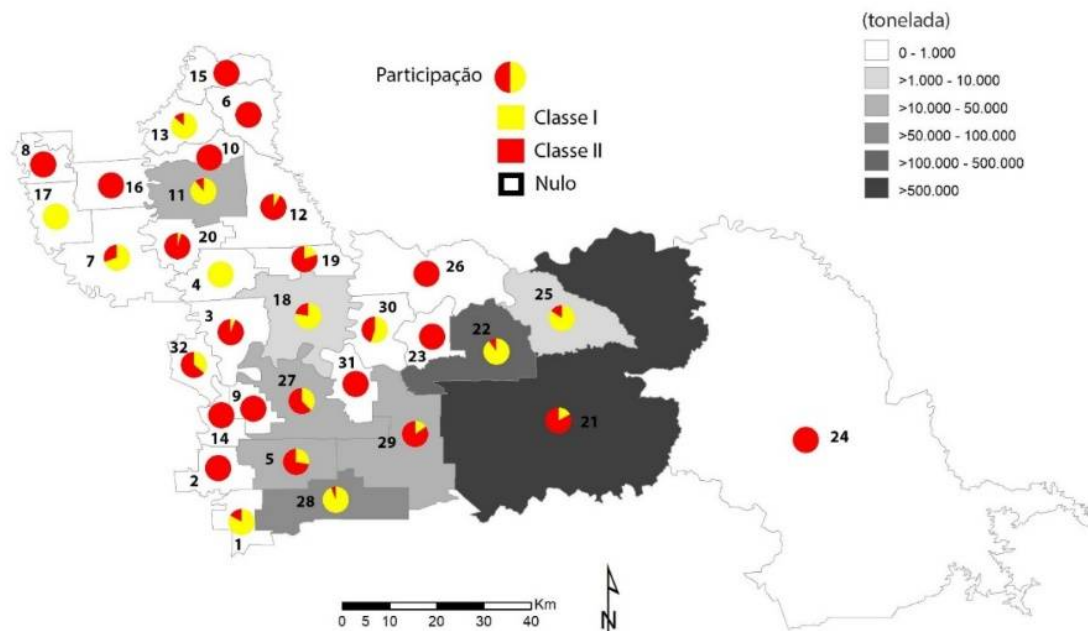 (tonelada)
0 - 1.000
>1.000 - 10.000
>10.000 - 50.000
>50.000 - 100.000
>100.000 - 500.000
>500.000
Participação
Classe I
Classe II
Nulo
15
6
13
8
10
16
11
17
12
20
7
19
4
26
18
25
30
3
22
32
23
31
27
9
21
29
14
24
5
2
28
1
Km
0 5 10 20 30 40
N